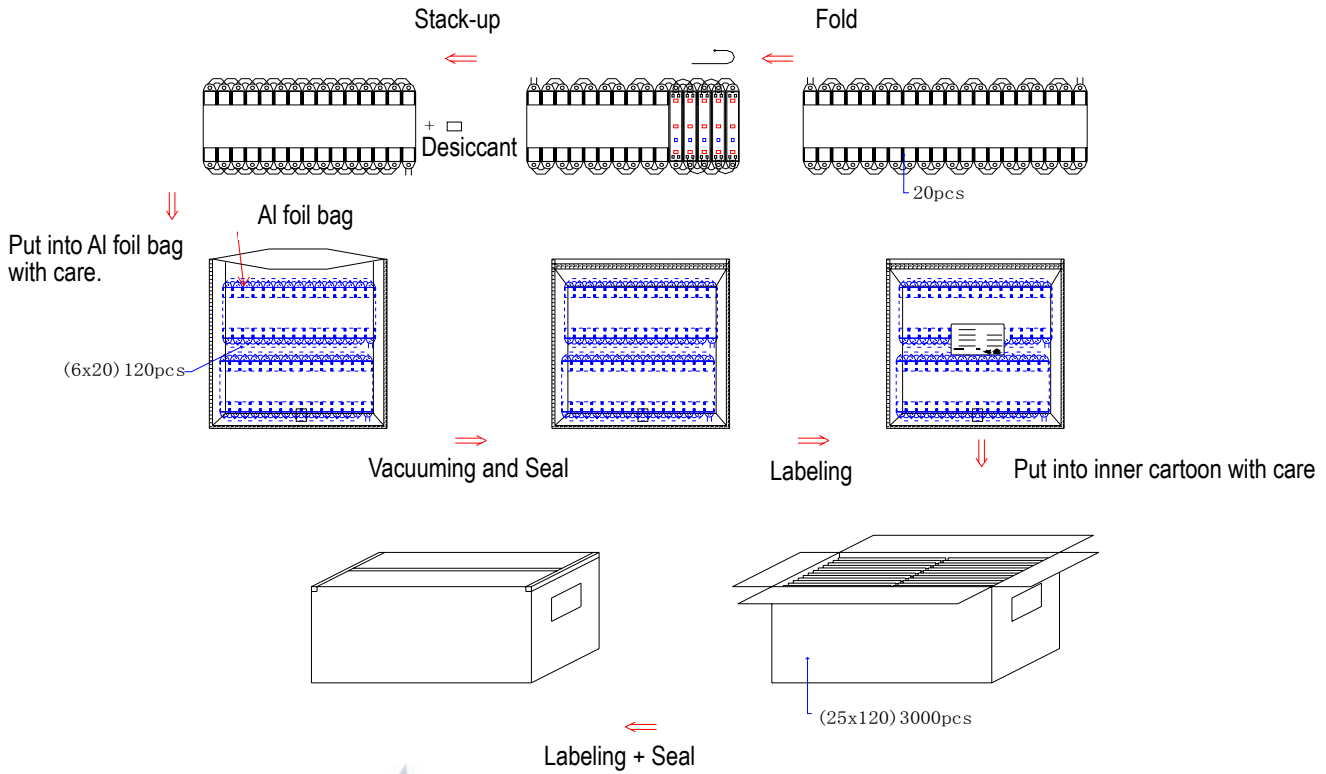 Stack-up
Fold
+
Desiccant
20pcs
Al foil bag
Put into Al foil bag
with care.
(6x20)120pcs
Vacuuming and Seal
Labeling
Put into inner cartoon with care
(25x120)3000pcs
Labeling + Seal